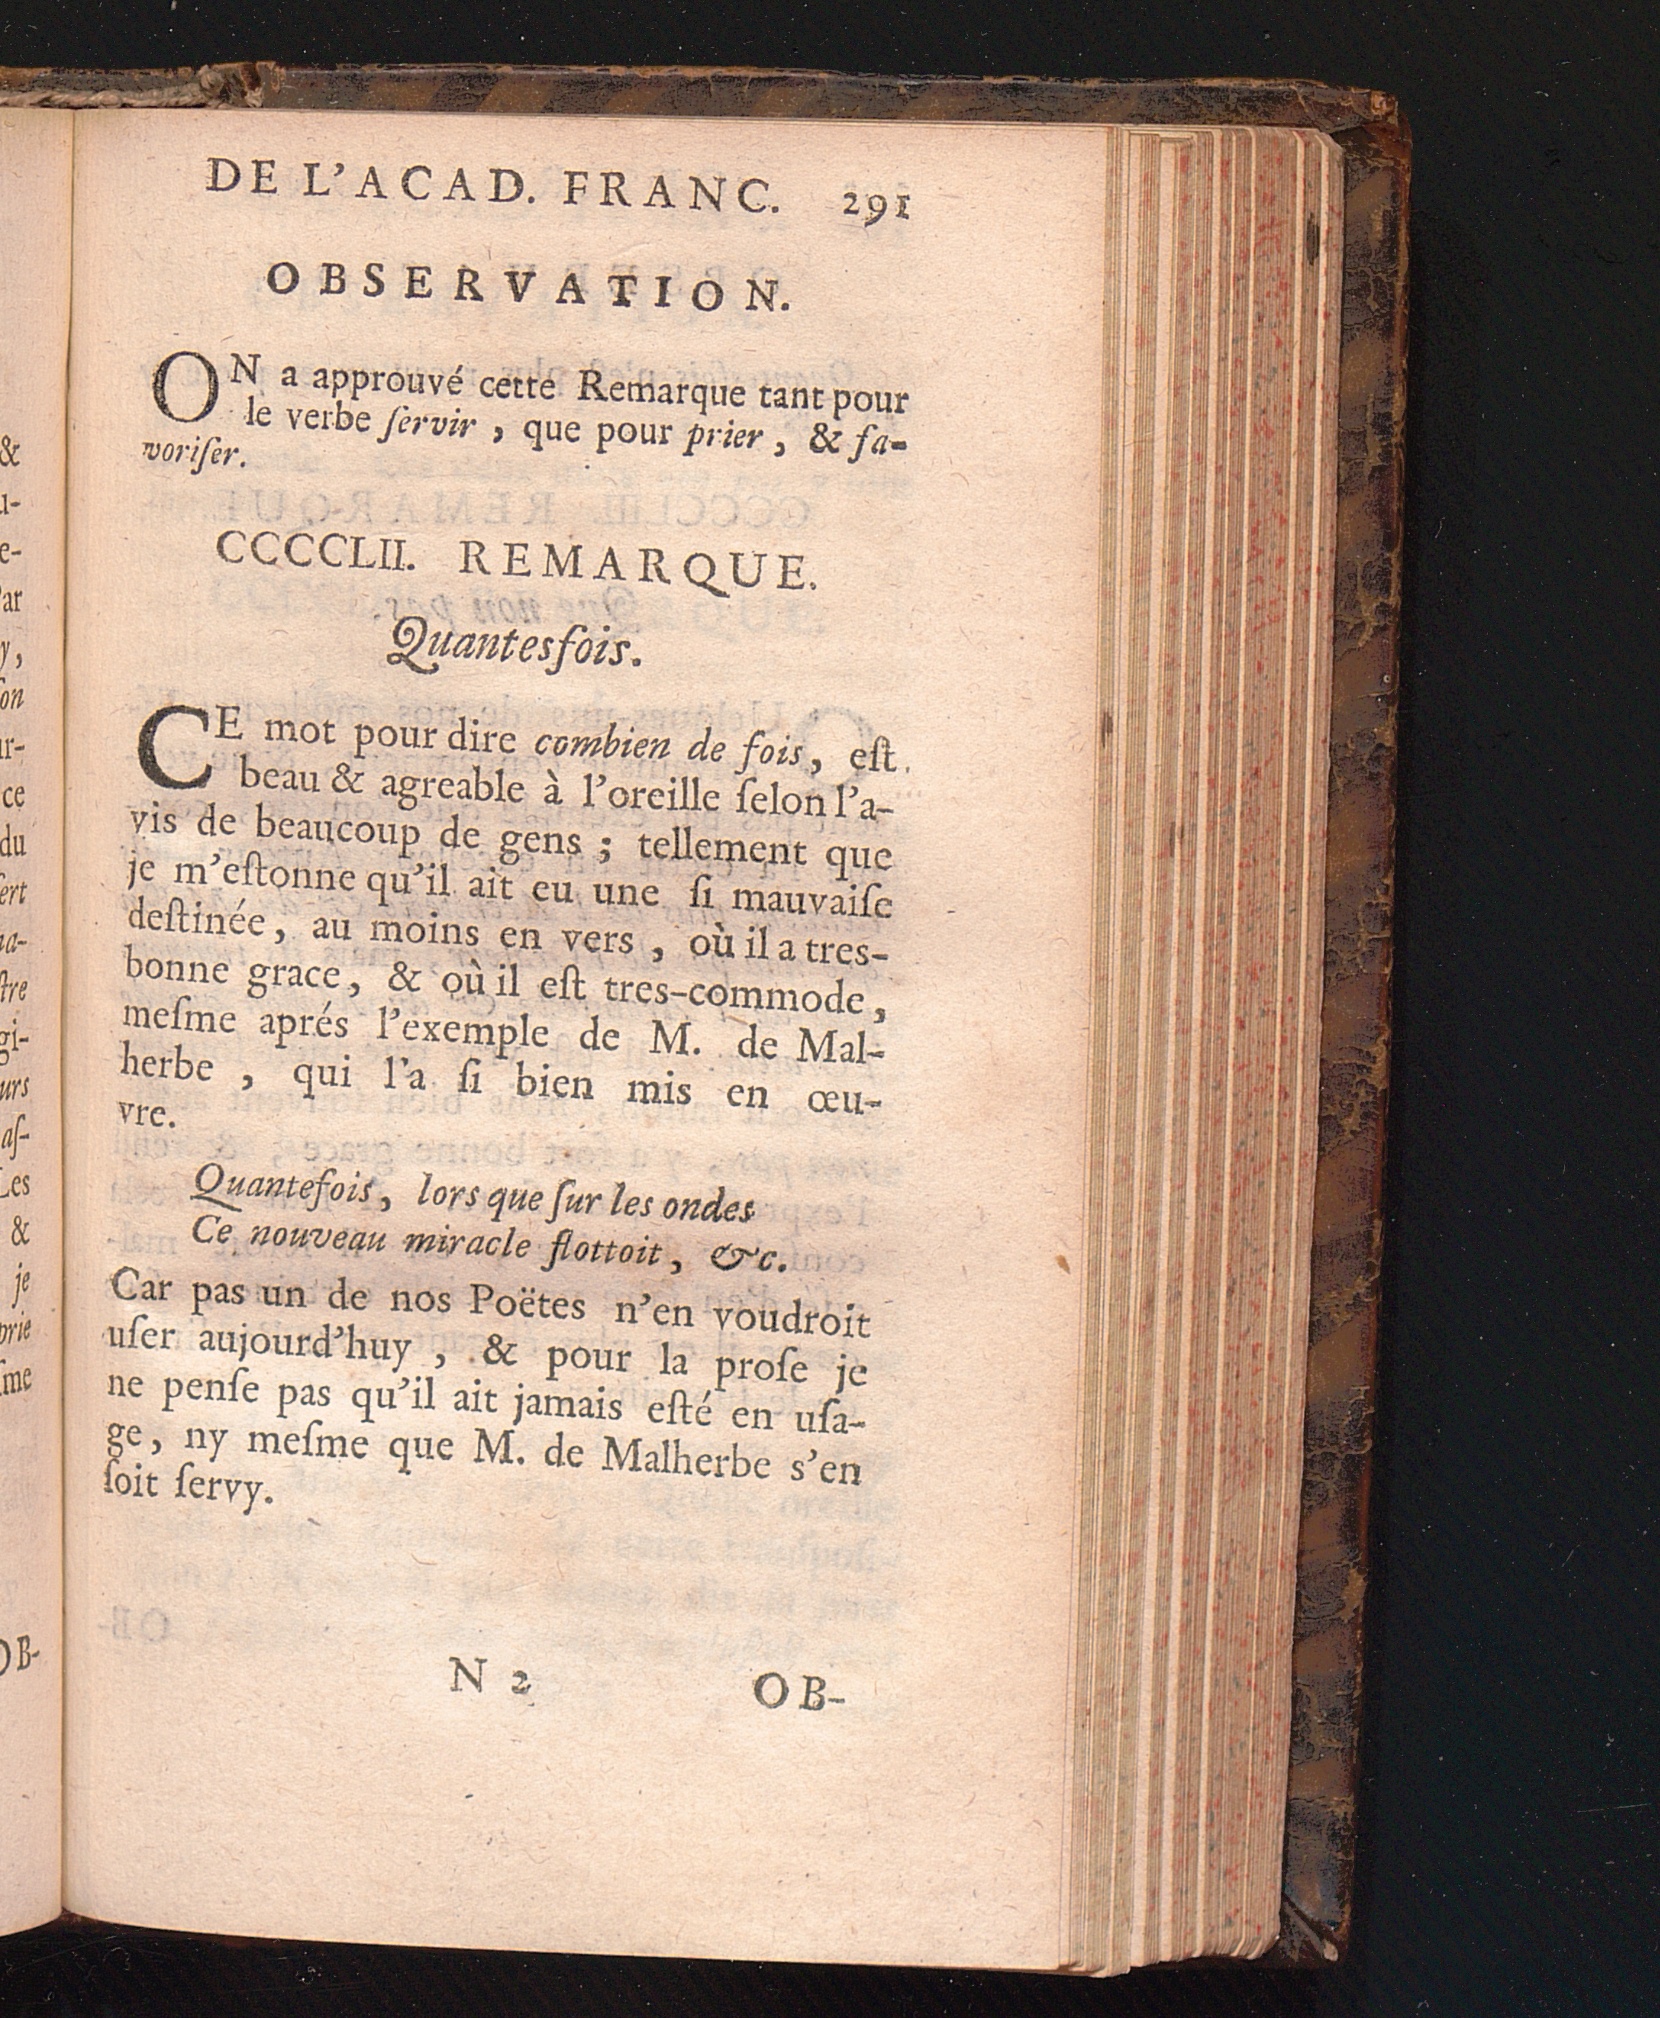 DE L'ACAD. FRANC. 291
OBSERVATION.
ON a approuvé cette Remarque tant pour
le verbe ſervir, que pour prier, & fa-
voriſer.
CCCCLII. REMARQUE.
Quantesfois.
CE mot pour dire combien de fois, eſt
beau & agreable à l'oreille ſelon l'a-
vis de beaucoup de gens; tellement que
je m'eſtonne qu'il ait eu une ſi mauvaiſe
deſtinée, au moins en vers, où il a tres-
bonne grace, & où il eſt tres-commode,
meſme aprés l'exemple de M. de Mal-
herbe, qui l'a ſi bien mis en œu-
vre.
Quantefois, lors que ſur les ondes
Ce nouveau miracle flottoit, &c.
Car pas un de nos Poëtes n'en voudroit
uſer aujourd'huy, & pour la proſe je
ne penſe pas qu'il ait jamais eſté en uſa-
ge, ny meſme que M. de Malherbe s'en
ſoit ſervy.
N 2 OB-